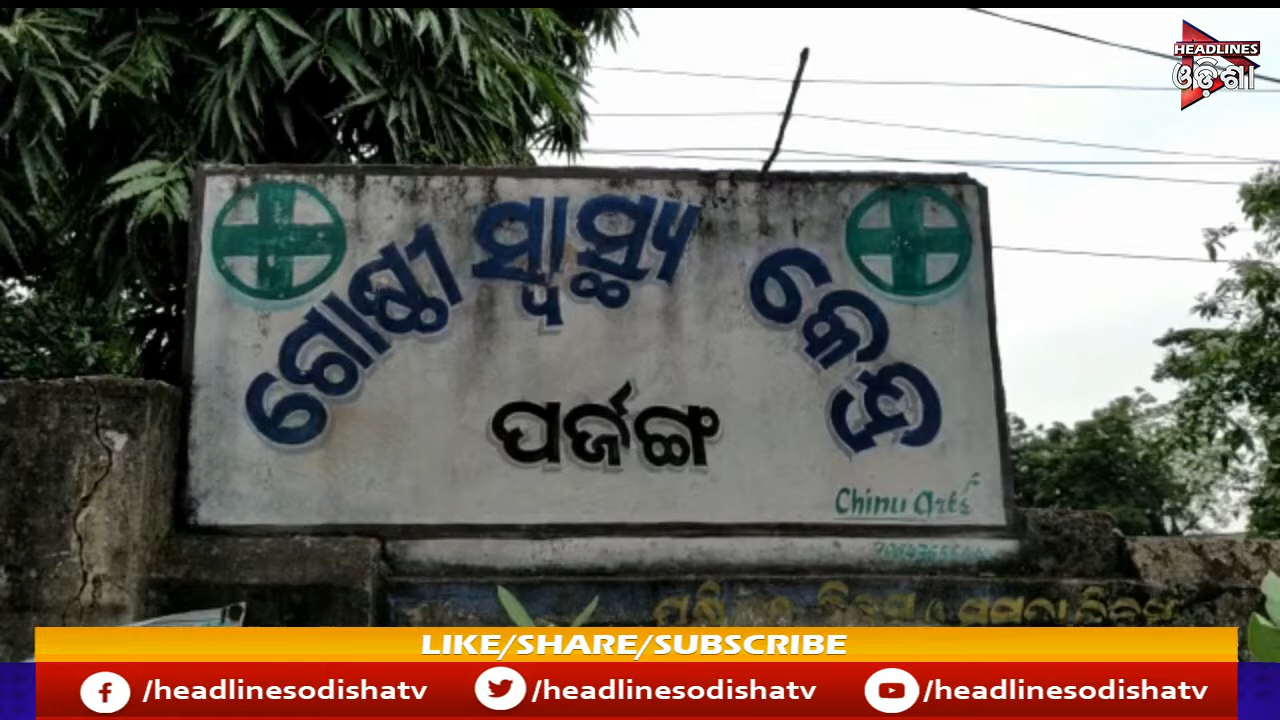 HEADLINES
ଓଡ଼ିଶା
ଗୋଷ୍ଠୀ ସ୍ୱାସ୍ଥ୍ୟ କେନ୍ଦ୍ର
ପର୍ଜଙ୍ଗ
Chinu arts
LIKE/SHARE/SUBSCRIBE
/headlinesodishatv /headlinesodishatv /headlinesodishatv